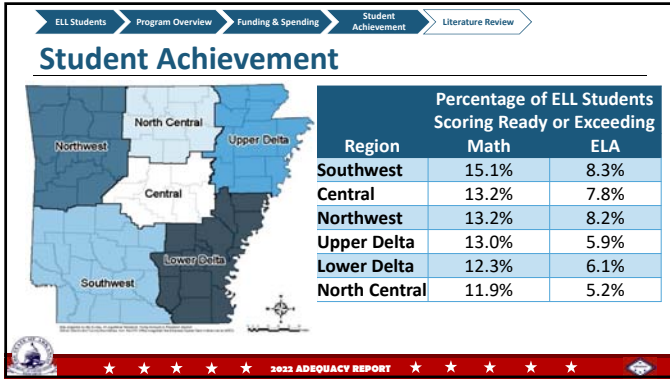 ELL Students
Program Overview
Funding & Spending
Student
Achievement
Literature Review
Student Achievement
North Central
Northwest
Upper Delta
Central
Lower Delta
Southwest
Percentage of ELL Students
Scoring Ready or Exceeding
Region Math ELA
Southwest 15.1% 8.3%
Central 13.2% 7.8%
Northwest 13.2% 8.2%
Upper Delta 13.0% 5.9%
Lower Delta 12.3% 6.1%
North Central 11.9% 5.2%
2022 ADEQUACY REPORT